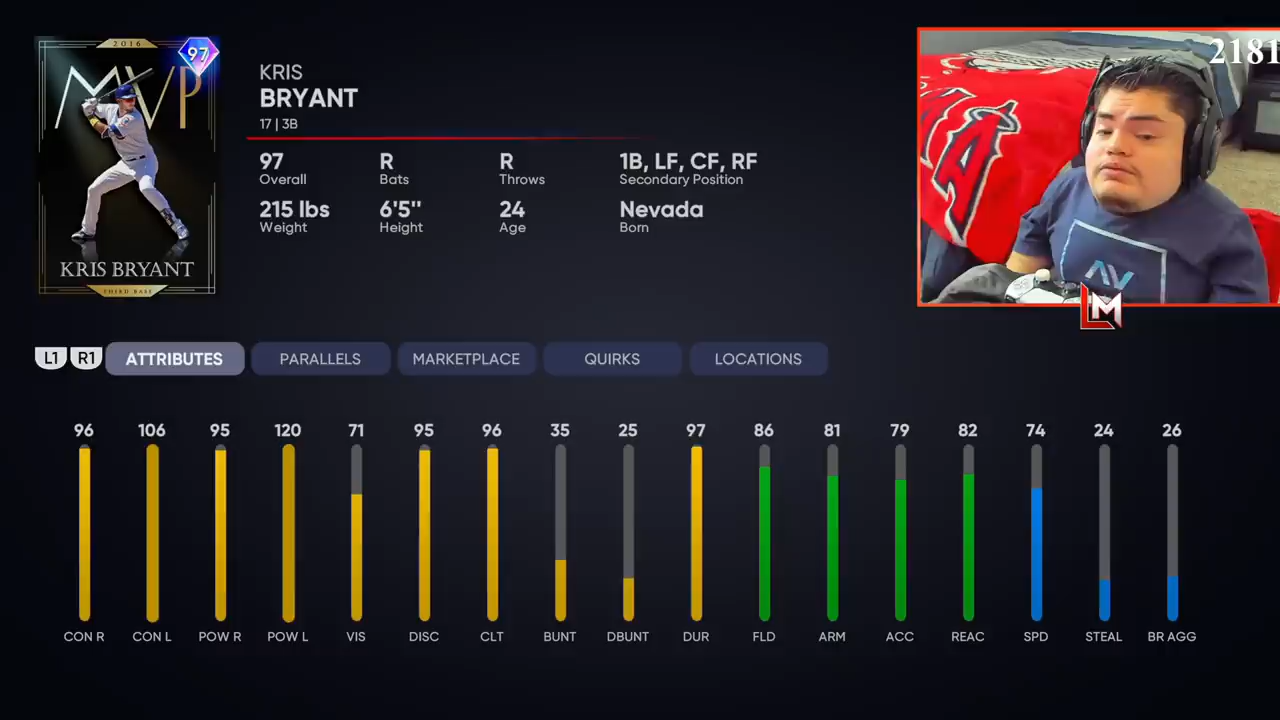 2016
97
MVP
KRIS BRYANT
THIRD BASE
KRIS
BRYANT
17 | 3B
97
Overall
R
Bats
R
Throws
1B, LF, CF, RF
Secondary Position
215 lbs
Weight
6'5''
Height
24
Age
Nevada
Born
2181
A
LM
L1 R1 ATTRIBUTES PARALLELS MARKETPLACE QUIRKS LOCATIONS
96 106 95 120 71 95 96 35 25 97 86 81 79 82 74 24 26
CON R CON L POW R POW L VIS DISC CLT BUNT DBUNT DUR FLD ARM ACC REAC SPD STEAL BR AGG